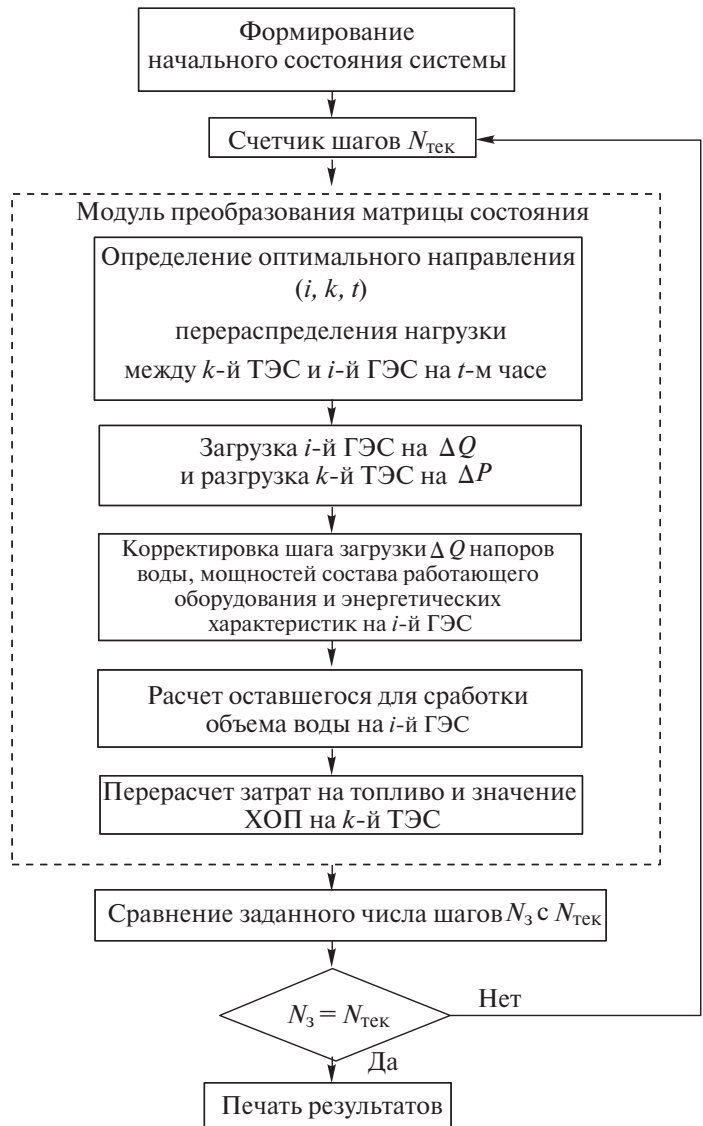 Формирование
начального состояния системы
Счетчик шагов Nтек
Модуль преобразования матрицы состояния
Определение оптимального направления
(i, k, t)
перераспределения нагрузки
между k-й ТЭС и i-й ГЭС на t-м часе
Загрузка i-й ГЭС на ΔQ
и разгрузка k-й ТЭС на ΔP
Корректировка шага загрузки ΔQ напоров
воды, мощностей состава работающего
оборудования и энергетических
характеристик на i-й ГЭС
Расчет оставшегося для сработки
объема воды на i-й ГЭС
Перерасчет затрат на топливо и значение
ХОП на k-й ТЭС
Сравнение заданного числа шагов Nз с Nтек
Nз = Nтек
Нет
Да
Печать результатов